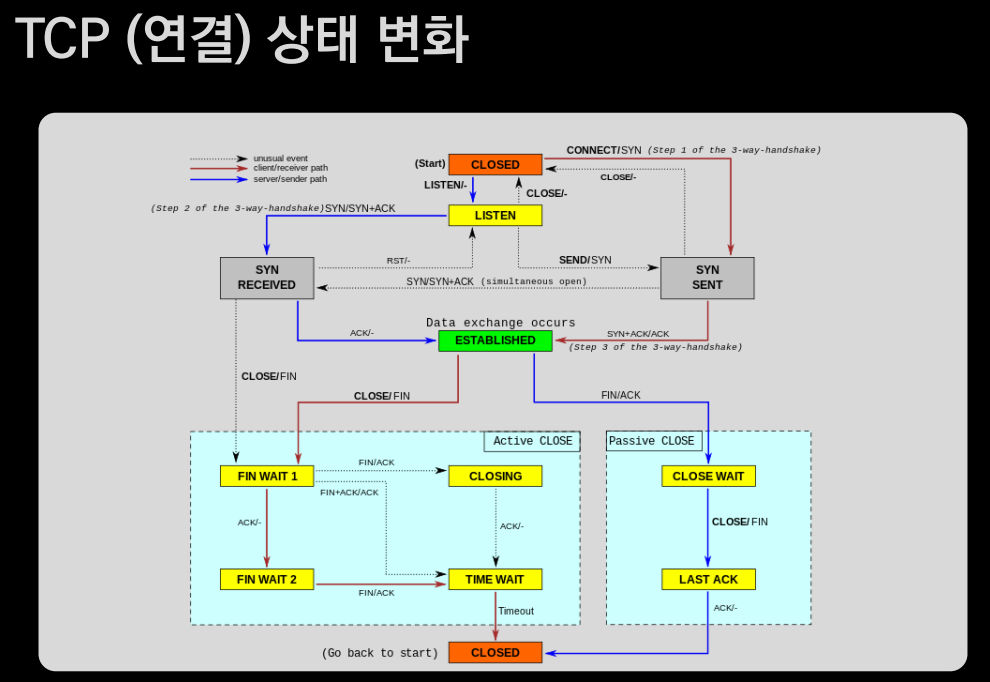 TCP (연결) 상태 변화
unusual event
client/receiver path
server/sender path
(Start)
CLOSED
CONNECT/SYN (Step 1 of the 3-way-handshake)
CLOSE/-
LISTEN/-
CLOSE/-
(Step 2 of the 3-way-handshake)SYN/SYN+ACK
LISTEN
SYN
RECEIVED
RST/-
SEND/SYN
SYN
SENT
SYN/SYN+ACK (simultaneous open)
Data exchange occurs
ACK/-
ESTABLISHED
SYN+ACK/ACK
(Step 3 of the 3-way-handshake)
CLOSE/FIN
CLOSE/FIN
FIN/ACK
Active CLOSE
Passive CLOSE
FIN WAIT 1
FIN/ACK
CLOSING
CLOSE WAIT
FIN+ACK/ACK
ACK/-
ACK/-
CLOSE/FIN
FIN WAIT 2
FIN/ACK
TIME WAIT
LAST ACK
Timeout
ACK/-
(Go back to start)
CLOSED